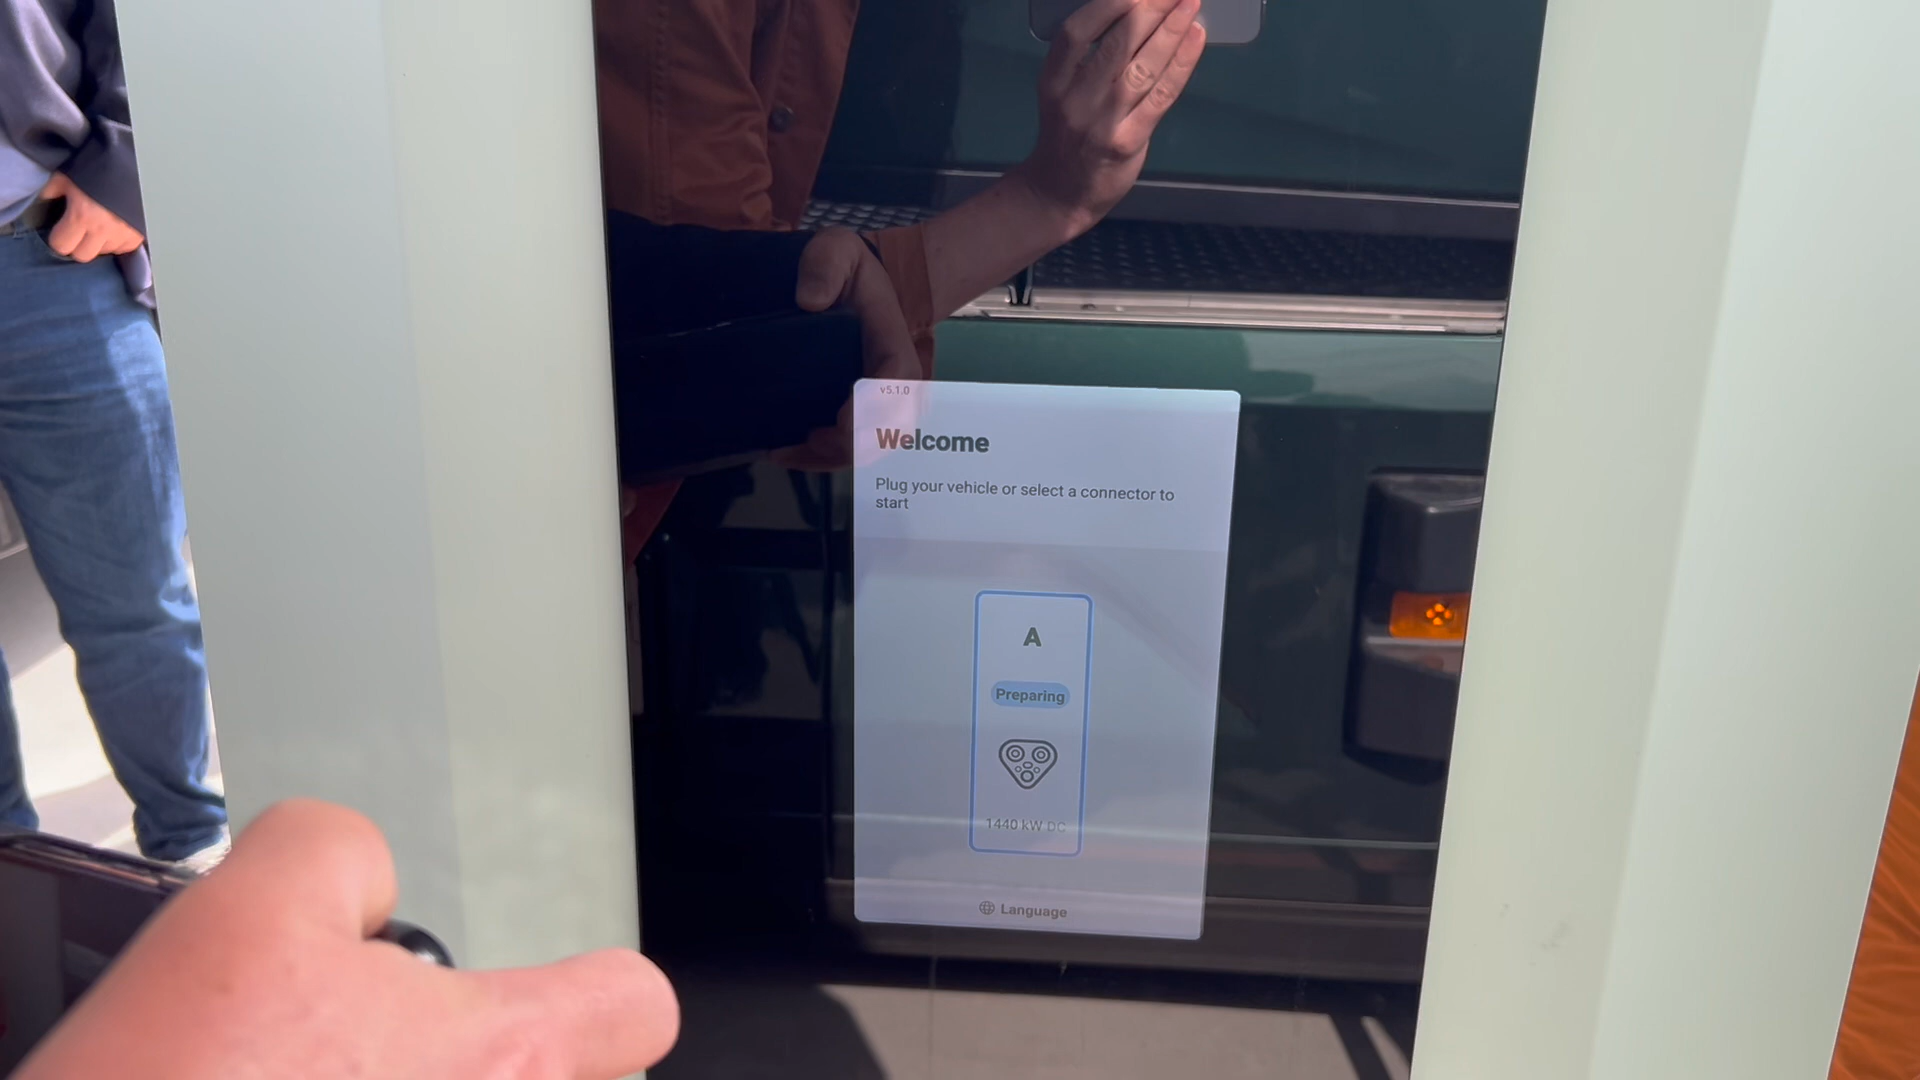 v5.1.0
Welcome
Plug your vehicle or select a connector to
start
A
Preparing
1440 kW DC
Language